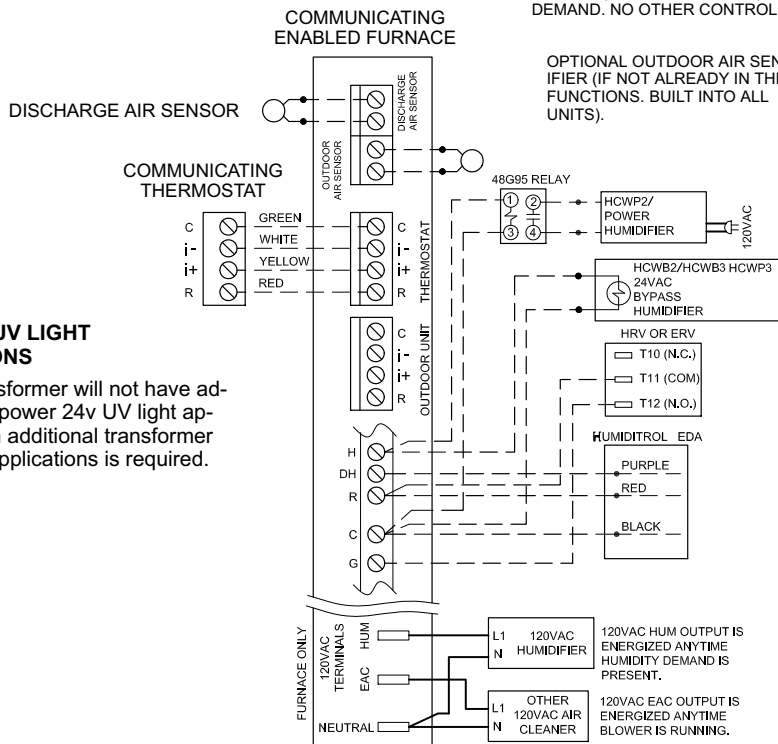 DEMAND. NO OTHER CONTROL
COMMUNICATING
ENABLED FURNACE
OPTIONAL OUTDOOR AIR SEN
IFIER (IF NOT ALREADY IN THE
FUNCTIONS. BUILT INTO ALL
UNITS).
DISCHARGE AIR SENSOR
DISCHARGE
AIR SENSOR
OUTDOOR
AIR SENSOR
COMMUNICATING
THERMOSTAT
C
i-
i+
R
GREEN
WHITE
YELLOW
RED
C
i-
i+
R
THERMOSTAT
48G95 RELAY
1
2
3
4
HCWP2/
POWER
HUMIDIFIER
120VAC
HCWB2/HCWB3 HCWP3
24VAC
BYPASS
HUMIDIFIER
UV LIGHT
ONS
sformer will not have ad-
power 24v UV light ap-
additional transformer
pplications is required.
C
i-
i+
R
OUTDOOR UNIT
HRV OR ERV
T10 (N.C.)
T11 (COM)
T12 (N.O.)
H
DH
R
C
G
HUMIDITROL EDA
PURPLE
RED
BLACK
FURNACE ONLY
120VAC
TERMINALS
HUM
EAC
NEUTRAL
L1
N
120VAC
HUMIDIFIER
120VAC HUM OUTPUT IS
ENERGIZED ANYTIME
HUMIDITY DEMAND IS
PRESENT.
L1
N
OTHER
120VAC AIR
CLEANER
120VAC EAC OUTPUT IS
ENERGIZED ANYTIME
BLOWER IS RUNNING.